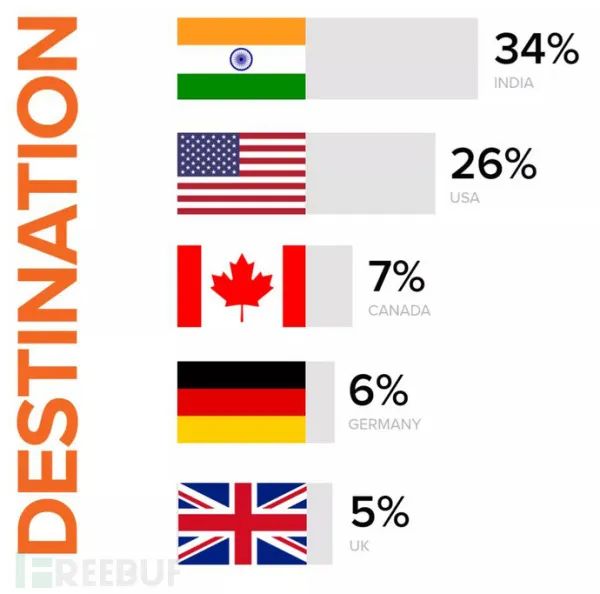 DESTINATION
34%
INDIA
26%
USA
7%
CANADA
6%
GERMANY
5%
UK
FREEBUF